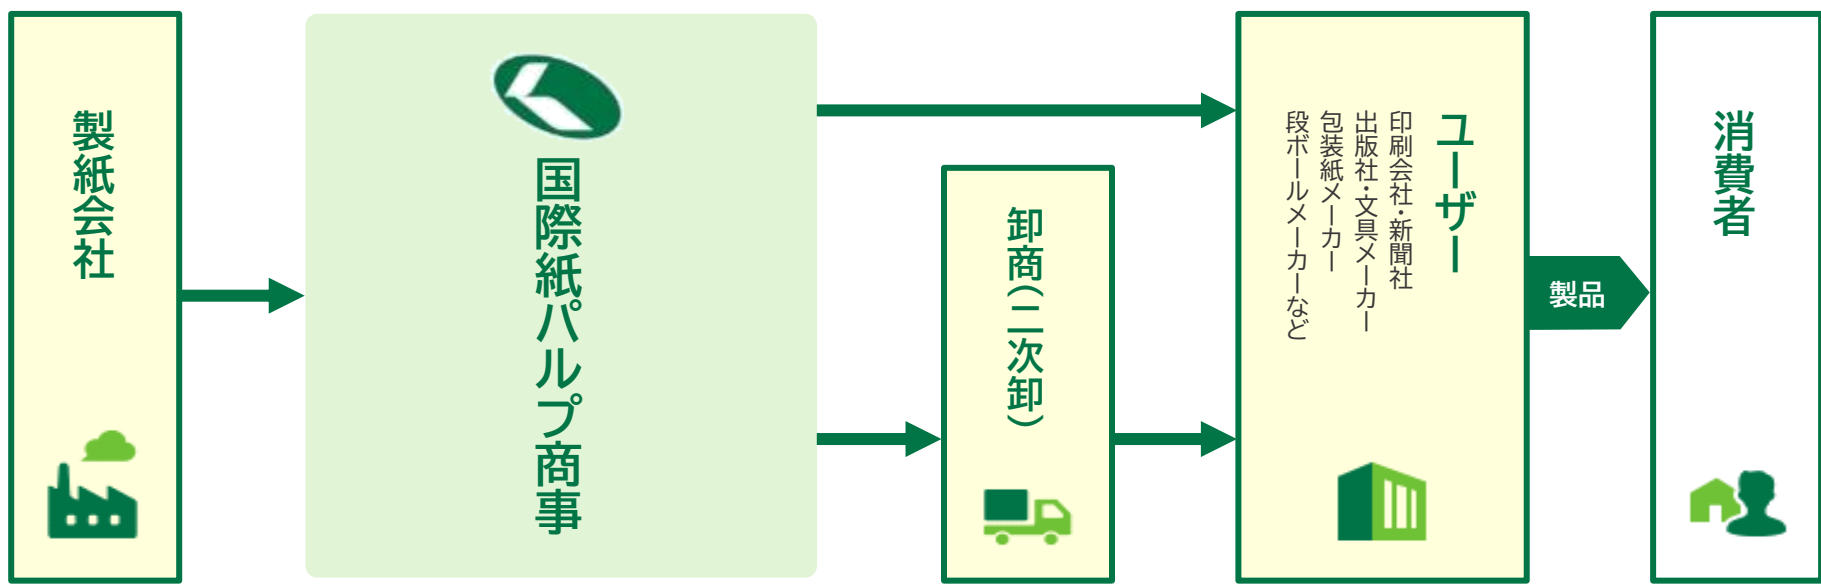 製紙会社
国際紙パルプ商事
卸商(二次卸)
ユーザー
印刷会社・新聞社
出版社・文具メーカー
包装紙メーカー
段ボールメーカーなど
製品
消費者